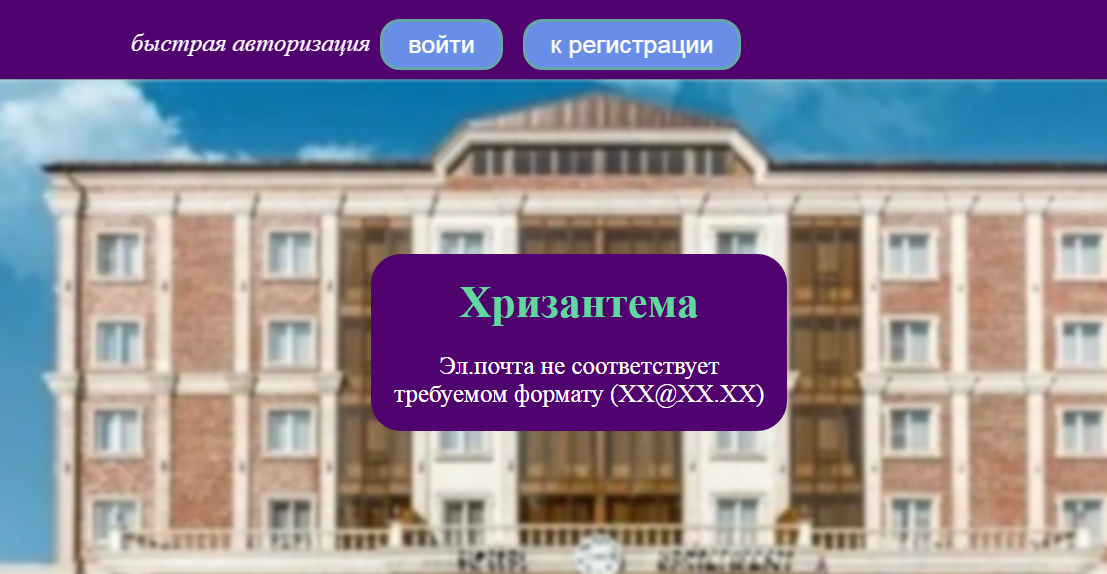 быстрая авторизация войти к регистрации
Хризантема
Эл.почта не соответствует
требуемом формату (XX@XX.XX)